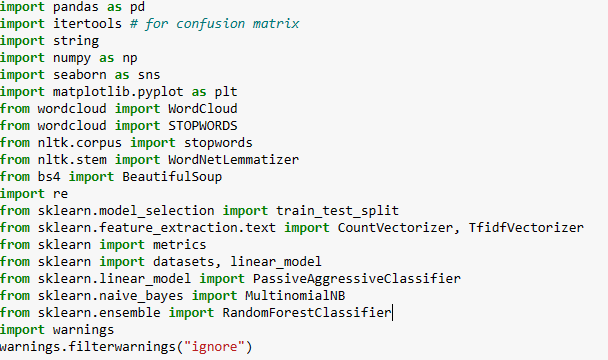 import pandas as pd
import itertools # for confusion matrix
import string
import numpy as np
import seaborn as sns
import matplotlib.pyplot as plt
from wordcloud import WordCloud
from wordcloud import STOPWORDS
from nltk.corpus import stopwords
from nltk.stem import WordNetLemmatizer
from bs4 import BeautifulSoup
import re
from sklearn.model_selection import train_test_split
from sklearn.feature_extraction.text import CountVectorizer, TfidfVectorizer
from sklearn import metrics
from sklearn import datasets, linear_model
from sklearn.linear_model import PassiveAggressiveClassifier
from sklearn.naive_bayes import MultinomialNB
from sklearn.ensemble import RandomForestClassifier
import warnings
warnings.filterwarnings("ignore")